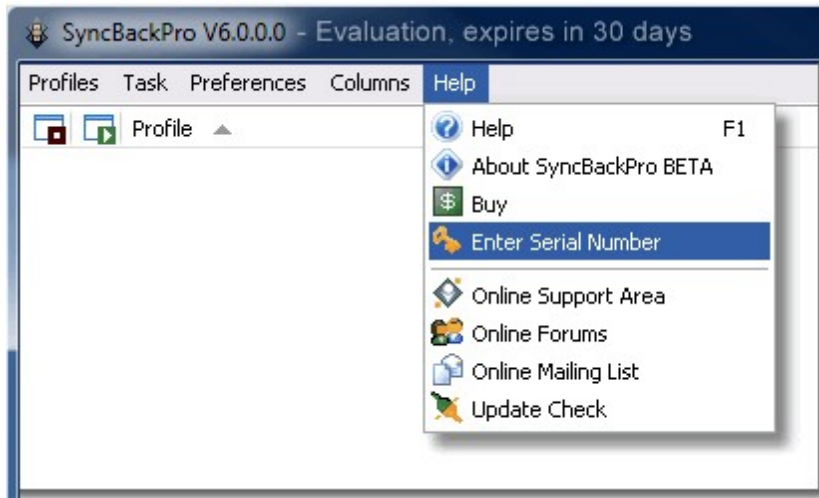 SyncBackPro V6.0.0.0 - Evaluation, expires in 30 days
Profiles Task Preferences Columns Help
Profile
Help F1
About SyncBackPro BETA
Buy
Enter Serial Number
Online Support Area
Online Forums
Online Mailing List
Update Check